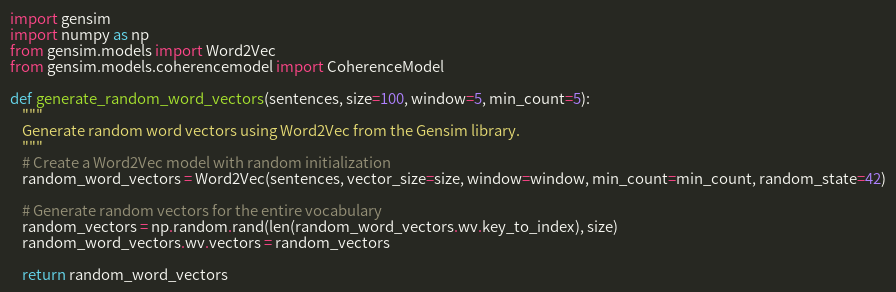 import gensim
import numpy as np
from gensim.models import Word2Vec
from gensim.models.coherencemodel import CoherenceModel
def generate_random_word_vectors(sentences, size=100, window=5, min_count=5):
"""
Generate random word vectors using Word2Vec from the Gensim library.
"""
# Create a Word2Vec model with random initialization
random_word_vectors = Word2Vec(sentences, vector_size=size, window=window, min_count=min_count, random_state=42)
# Generate random vectors for the entire vocabulary
random_vectors = np.random.rand(len(random_word_vectors.wv.key_to_index), size)
random_word_vectors.wv.vectors = random_vectors
return random_word_vectors